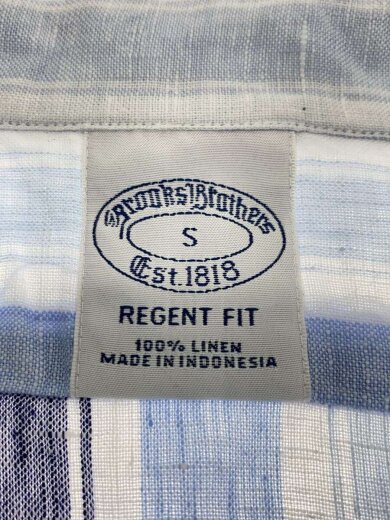 Brooks Brothers
S
Est. 1818
REGENT FIT
100% LINEN
MADE IN INDONESIA